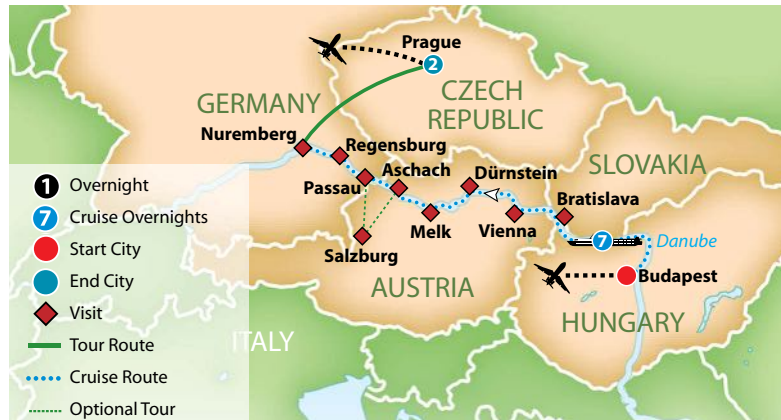 Prague
2
CZECH
REPUBLIC
GERMANY
Nuremberg
Regensburg
Aschach
Passau
Dürnstein
SLOVAKIA
Bratislava
Melk
Vienna
7
Danube
Salzburg
Budapest
AUSTRIA
HUNGARY
ITALY
1 Overnight
7 Cruise Overnights
Start City
End City
Visit
Tour Route
Cruise Route
Optional Tour